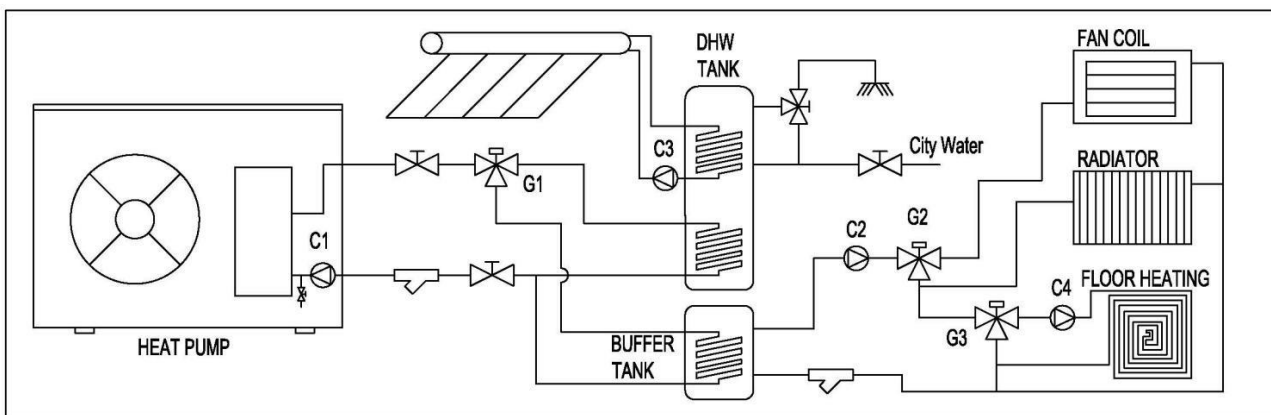 DHW
TANK
FAN COIL
C3
City Water
RADIATOR
G1
C1
C2
G2
FLOOR HEATING
C4
G3
HEAT PUMP
BUFFER
TANK